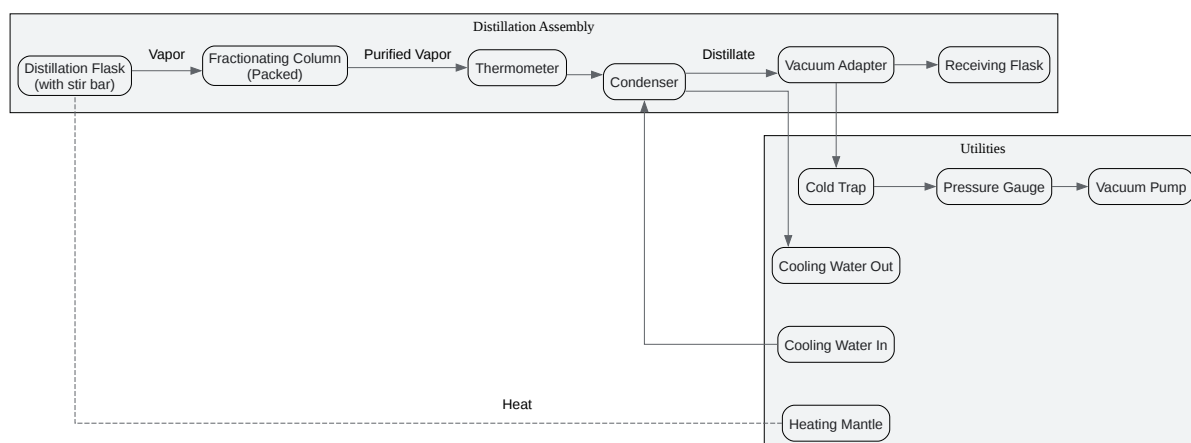 Distillation Assembly
Distillation Flask
(with stir bar)
Vapor
Fractionating Column
(Packed)
Purified Vapor
Thermometer
Condenser
Distillate
Vacuum Adapter
Receiving Flask
Utilities
Cold Trap
Pressure Gauge
Vacuum Pump
Cooling Water Out
Cooling Water In
Heat
Heating Mantle